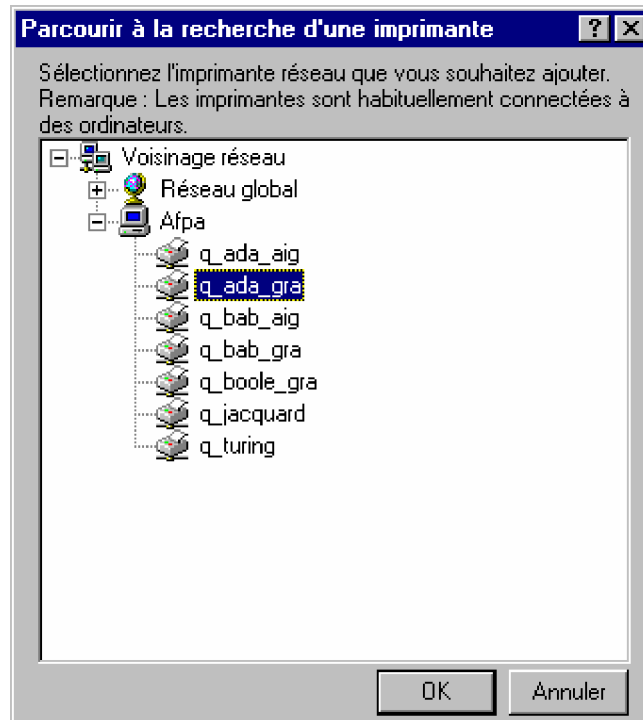 Parcourir à la recherche d'une imprimante
Sélectionnez l'imprimante réseau que vous souhaitez ajouter.
Remarque : Les imprimantes sont habituellement connectées à
des ordinateurs.
Voisinage réseau
Réseau global
Afpa
q_ada_aig
q_ada_gra
q_bab_aig
q_bab_gra
q_boole_gra
q_jacquard
q_turing
OK Annuler